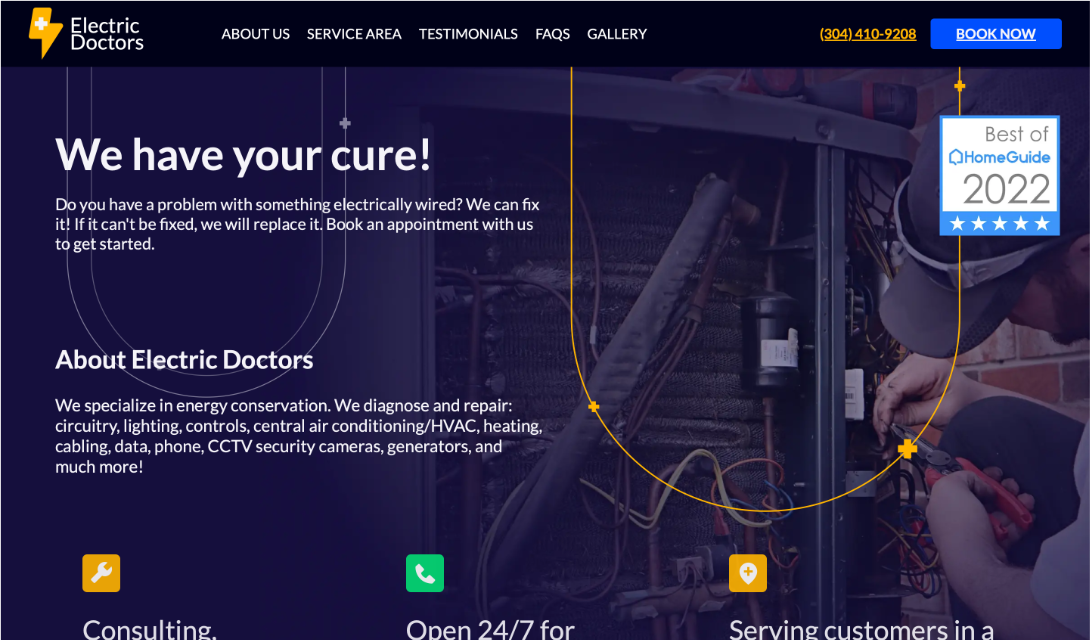 Electric
Doctors
ABOUT US
SERVICE AREA
TESTIMONIALS
FAQS
GALLERY
(304) 410-9208
BOOK NOW
We have your cure!
Do you have a problem with something electrically wired? We can fix
it! If it can't be fixed, we will replace it. Book an appointment with us
to get started.
Best of
HomeGuide
2022
About Electric Doctors
We specialize in energy conservation. We diagnose and repair:
circuitry, lighting, controls, central air conditioning/HVAC, heating,
cabling, data, phone, CCTV security cameras, generators, and
much more!
Consulting,
Open 24/7 for
Serving customers in a